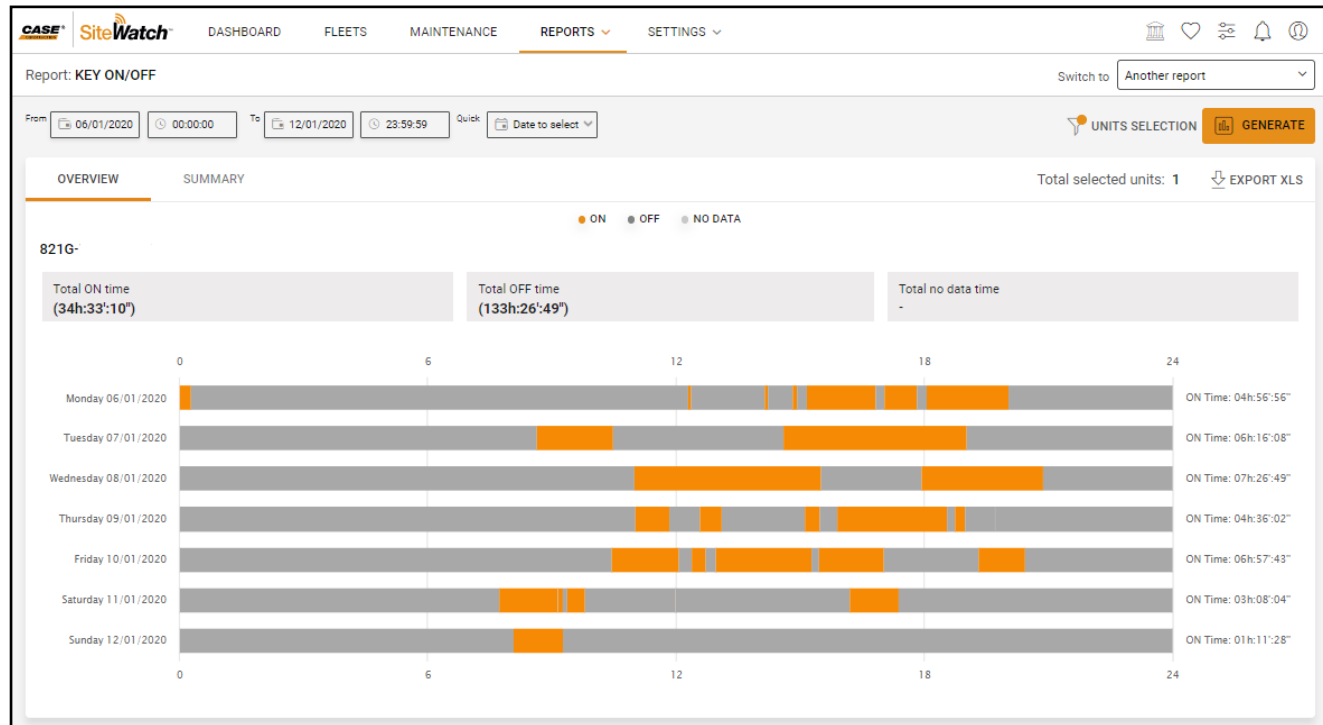 CASE SiteWatch DASHBOARD FLEETS MAINTENANCE REPORTS SETTINGS
Report: KEY ON/OFF Switch to Another report
From 06/01/2020 00:00:00 To 12/01/2020 23:59:59 Quick Date to select UNITS SELECTION GENERATE
OVERVIEW SUMMARY Total selected units: 1 EXPORT XLS
ON OFF NO DATA
821G-
Total ON time Total OFF time Total no data time
(34h:33':10") (133h:26':49") -
0 6 12 18 24
Monday 06/01/2020 ON Time: 04h:56':56"
Tuesday 07/01/2020 ON Time: 06h:16':08"
Wednesday 08/01/2020 ON Time: 07h:26':49"
Thursday 09/01/2020 ON Time: 04h:36':02"
Friday 10/01/2020 ON Time: 06h:57':43"
Saturday 11/01/2020 ON Time: 03h:08':04"
Sunday 12/01/2020 ON Time: 01h:11':28"
0 6 12 18 24